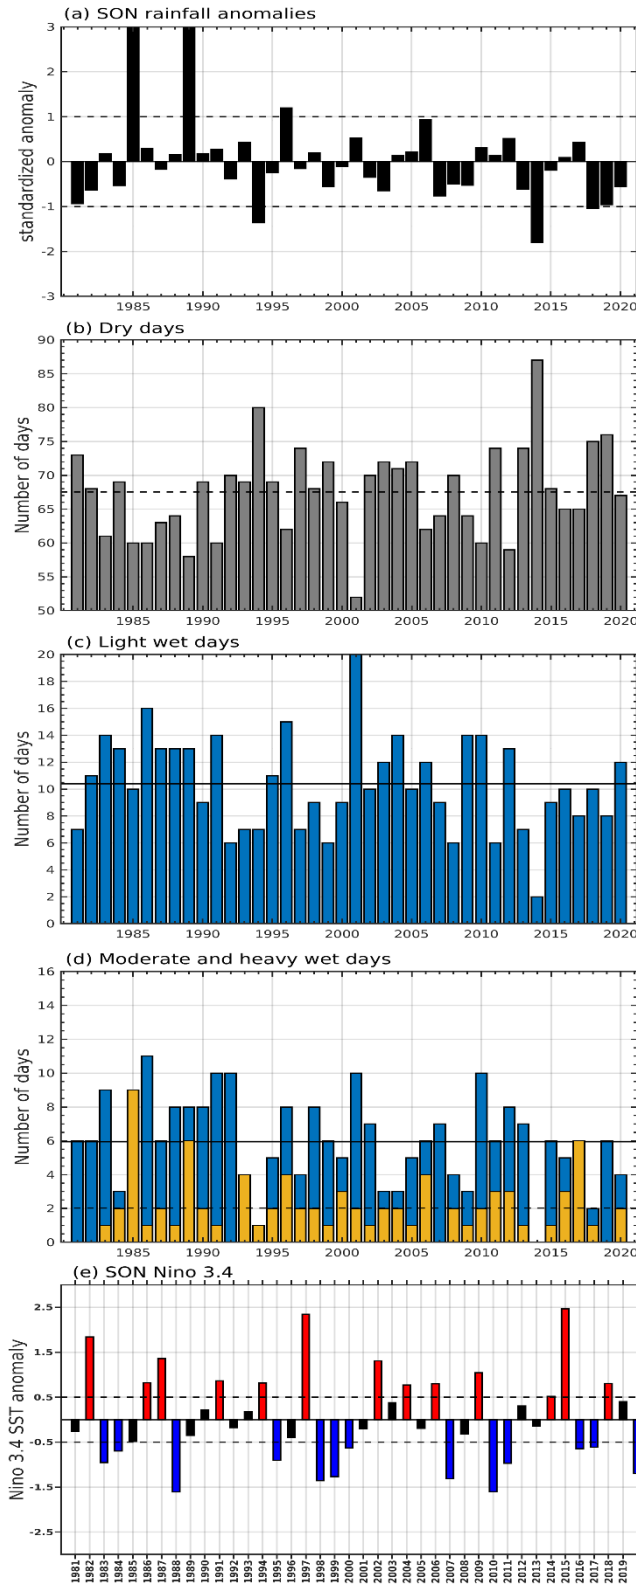 (a) SON rainfall anomalies
3
2
1
0
-1
-2
-3
standardized anomaly
1985 1990 1995 2000 2005 2010 2015 2020
(b) Dry days
90
85
80
75
70
65
60
55
50
Number of days
1985 1990 1995 2000 2005 2010 2015 2020
(c) Light wet days
20
18
16
14
12
10
8
6
4
2
0
Number of days
1985 1990 1995 2000 2005 2010 2015 2020
(d) Moderate and heavy wet days
16
14
12
10
8
6
4
2
0
Number of days
1985 1990 1995 2000 2005 2010 2015 2020
(e) SON Nino 3.4
2.5
1.5
0.5
-0.5
-1.5
-2.5
Nino 3.4 SST anomaly
1981 1982 1983 1984 1985 1986 1987 1988 1989 1990 1991 1992 1993 1994 1995 1996 1997 1998 1999 2000 2001 2002 2003 2004 2005 2006 2007 2008 2009 2010 2011 2012 2013 2014 2015 2016 2017 2018 2019